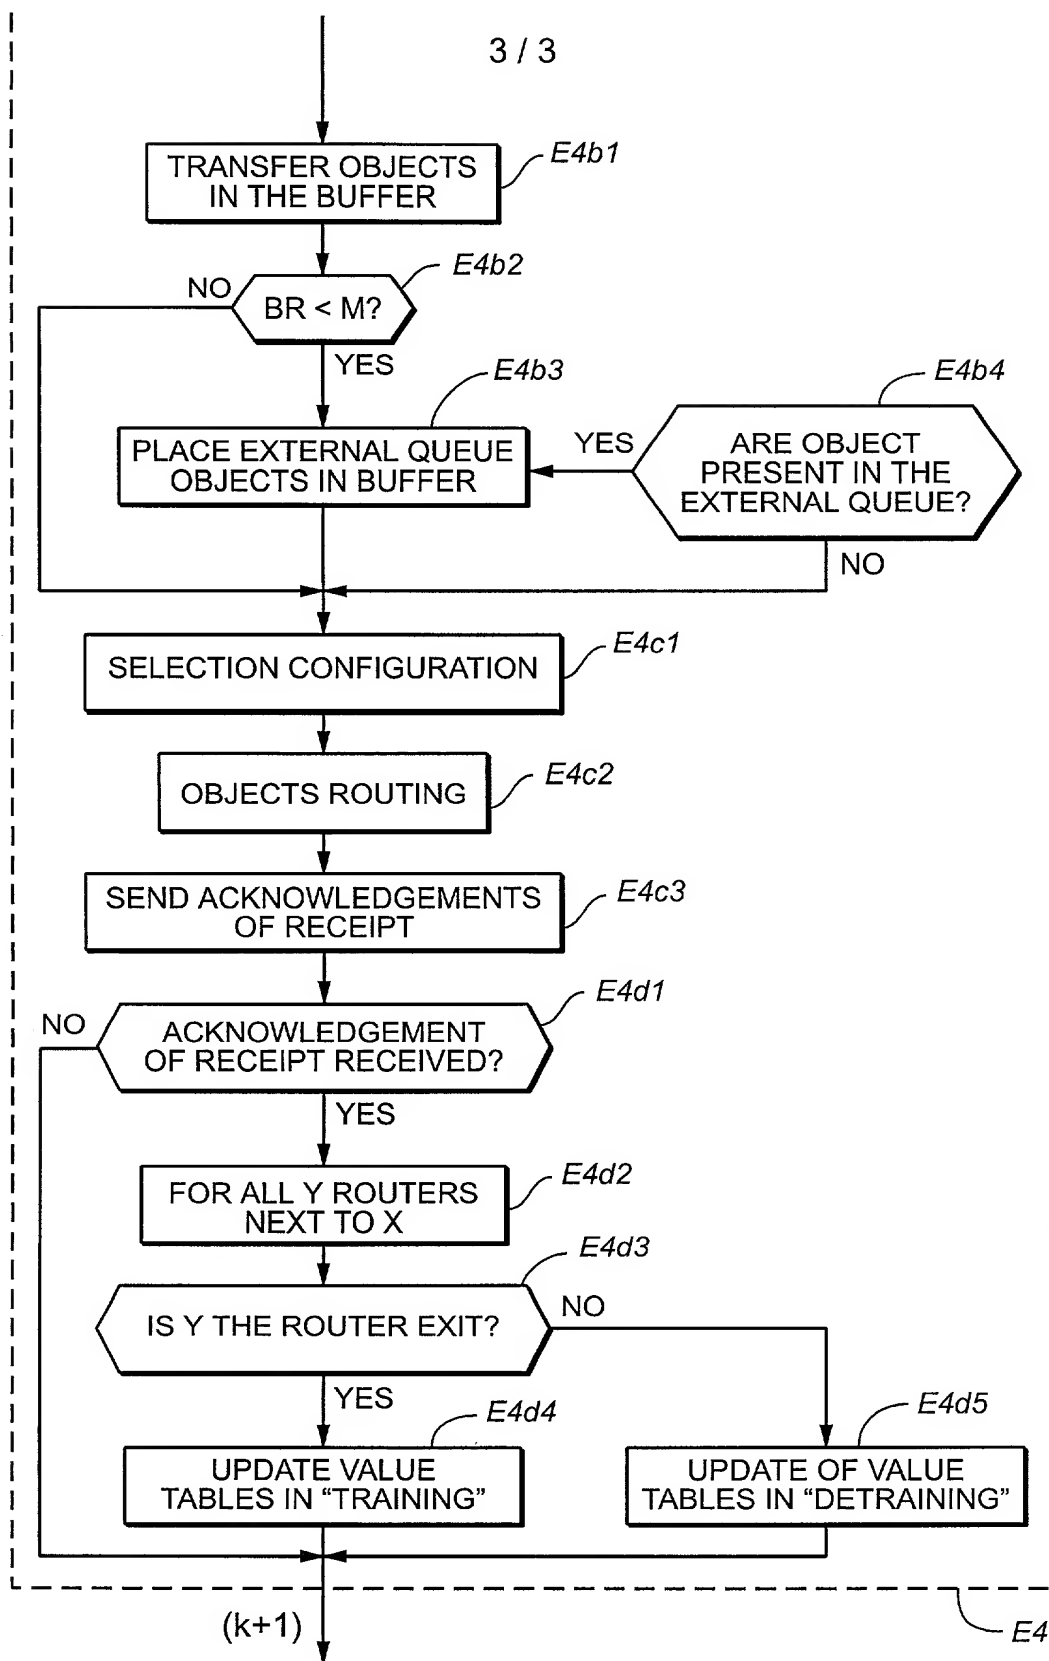 3 / 3
TRANSFER OBJECTS
IN THE BUFFER
E4b1
E4b2
NO
BR < M?
YES
E4b3
E4b4
PLACE EXTERNAL QUEUE
OBJECTS IN BUFFER
YES
ARE OBJECT
PRESENT IN THE
EXTERNAL QUEUE?
NO
SELECTION CONFIGURATION
E4c1
OBJECTS ROUTING
E4c2
SEND ACKNOWLEDGEMENTS
OF RECEIPT
E4c3
E4d1
NO
ACKNOWLEDGEMENT
OF RECEIPT RECEIVED?
YES
FOR ALL Y ROUTERS
NEXT TO X
E4d2
E4d3
IS Y THE ROUTER EXIT?
NO
YES
E4d4
E4d5
UPDATE VALUE
TABLES IN “TRAINING”
UPDATE OF VALUE
TABLES IN “DETRAINING”
(k+1)
E4